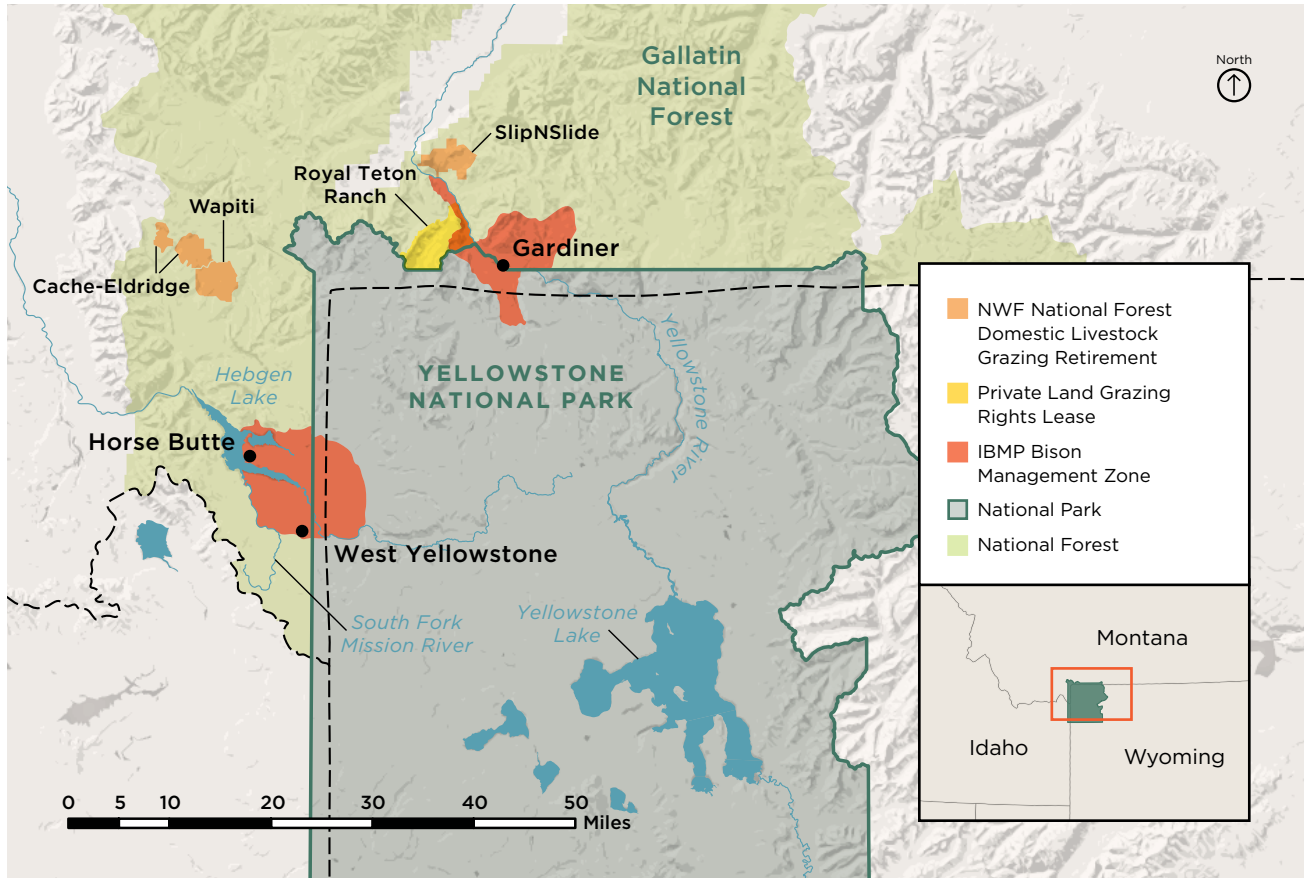 Gallatin
National
Forest
North
SlipNSlide
Royal Teton
Ranch
Wapiti
Gardiner
Cache-Eldridge
Yellowstone River
Hebgen
Lake
YELLOWSTONE
NATIONAL PARK
Horse Butte
West Yellowstone
South Fork
Mission River
Yellowstone
Lake
NWF National Forest
Domestic Livestock
Grazing Retirement
Private Land Grazing
Rights Lease
IBMP Bison
Management Zone
National Park
National Forest
Montana
Idaho
Wyoming
0 5 10 20 30 40 50
Miles